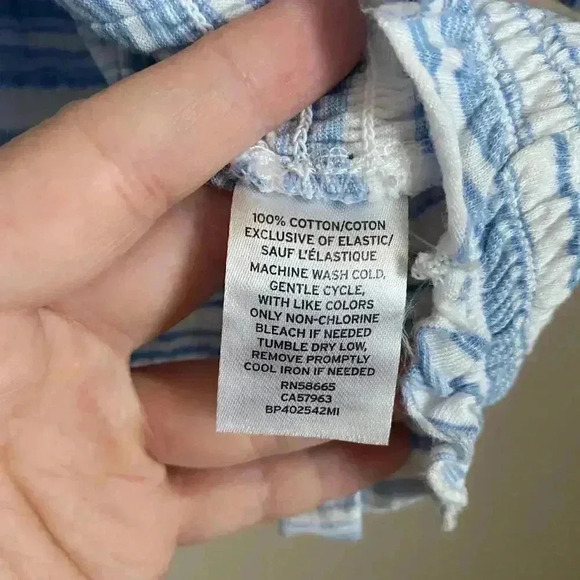 100% COTTON/COTON
EXCLUSIVE OF ELASTIC/
SAUF L'ÉLASTIQUE
MACHINE WASH COLD,
GENTLE CYCLE,
WITH LIKE COLORS
ONLY NON-CHLORINE
BLEACH IF NEEDED
TUMBLE DRY LOW,
REMOVE PROMPTLY
COOL IRON IF NEEDED
RN58665
CA57963
BP402542MI